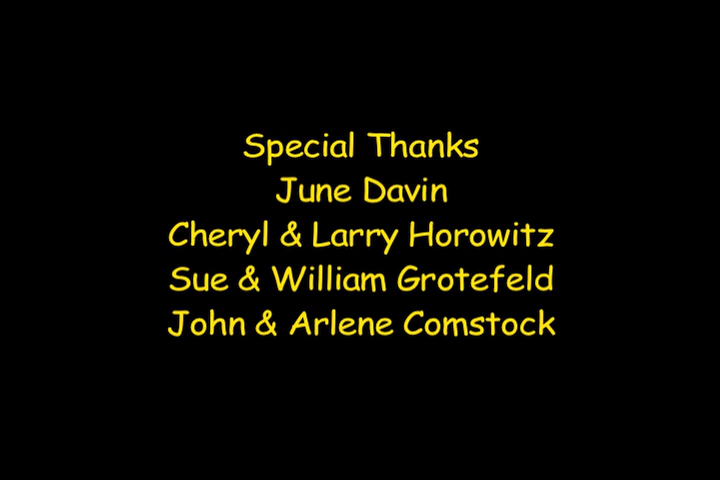 Special Thanks
June Davin
Cheryl & Larry Horowitz
Sue & William Grotefeld
John & Arlene Comstock